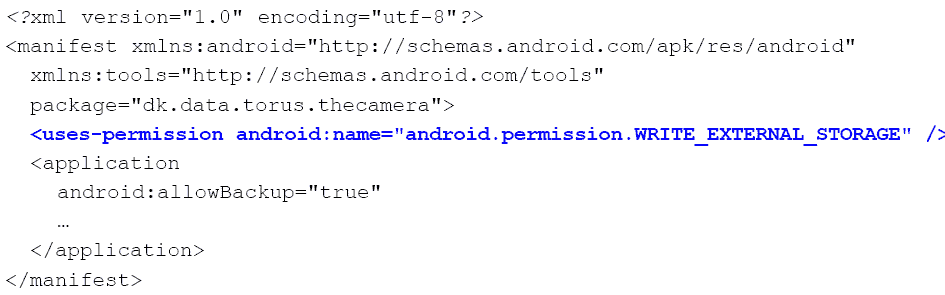 <?xml version="1.0" encoding="utf-8"?>
<manifest xmlns:android="http://schemas.android.com/apk/res/android"
xmlns:tools="http://schemas.android.com/tools"
package="dk.data.torus.thecamera">
<uses-permission android:name="android.permission.WRITE_EXTERNAL_STORAGE" />
<application
android:allowBackup="true"
…
</application>
</manifest>